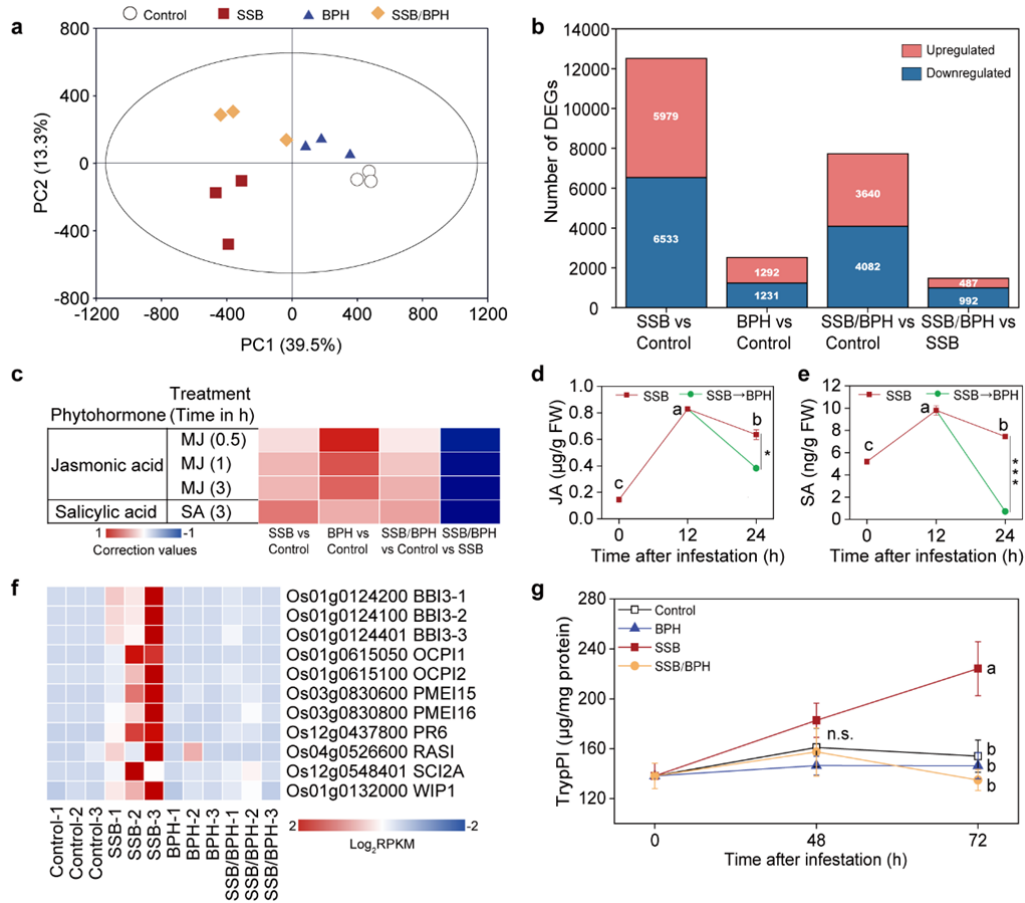 a
Control SSB BPH SSB/BPH
800
400
0
-400
-800
PC2 (13.3%)
-1200 -800 -400 0 400 800 1200
PC1 (39.5%)
b
Upregulated
Downregulated
14000
12000
10000
8000
6000
4000
2000
0
Number of DEGs
5979
6533
1292
1231
3640
4082
487
992
SSB vs Control
BPH vs Control
SSB/BPH vs Control
SSB/BPH vs SSB
c
Treatment
Phytohormone (Time in h)
Jasmonic acid
MJ (0.5)
MJ (1)
MJ (3)
Salicylic acid SA (3)
1 -1
Correction values
SSB vs Control
BPH vs Control
SSB/BPH vs Control
SSB/BPH vs SSB
d
SSB SSB→BPH
1.0
0.8
0.6
0.4
0.2
0.0
JA (μg/g FW)
c
a
b
*
0 12 24
Time after infestation (h)
e
SSB SSB→BPH
12
10
8
6
4
2
0
SA (ng/g FW)
c
a
b
***
0 12 24
Time after infestation (h)
f
Os01g0124200 BBI3-1
Os01g0124100 BBI3-2
Os01g0124401 BBI3-3
Os01g0615050 OCPI1
Os01g0615100 OCPI2
Os03g0830600 PMEI15
Os03g0830800 PMEI16
Os12g0437800 PR6
Os04g0526600 RASI
Os12g0548401 SCI2A
Os01g0132000 WIP1
Control-1
Control-2
Control-3
SSB-1
SSB-2
SSB-3
BPH-1
BPH-2
BPH-3
SSB/BPH-1
SSB/BPH-2
SSB/BPH-3
2 -2
Log2RPKM
g
Control
BPH
SSB
SSB/BPH
280
240
200
160
120
TrypPI (μg/mg protein)
n.s.
a
b
b
b
0 48 72
Time after infestation (h)